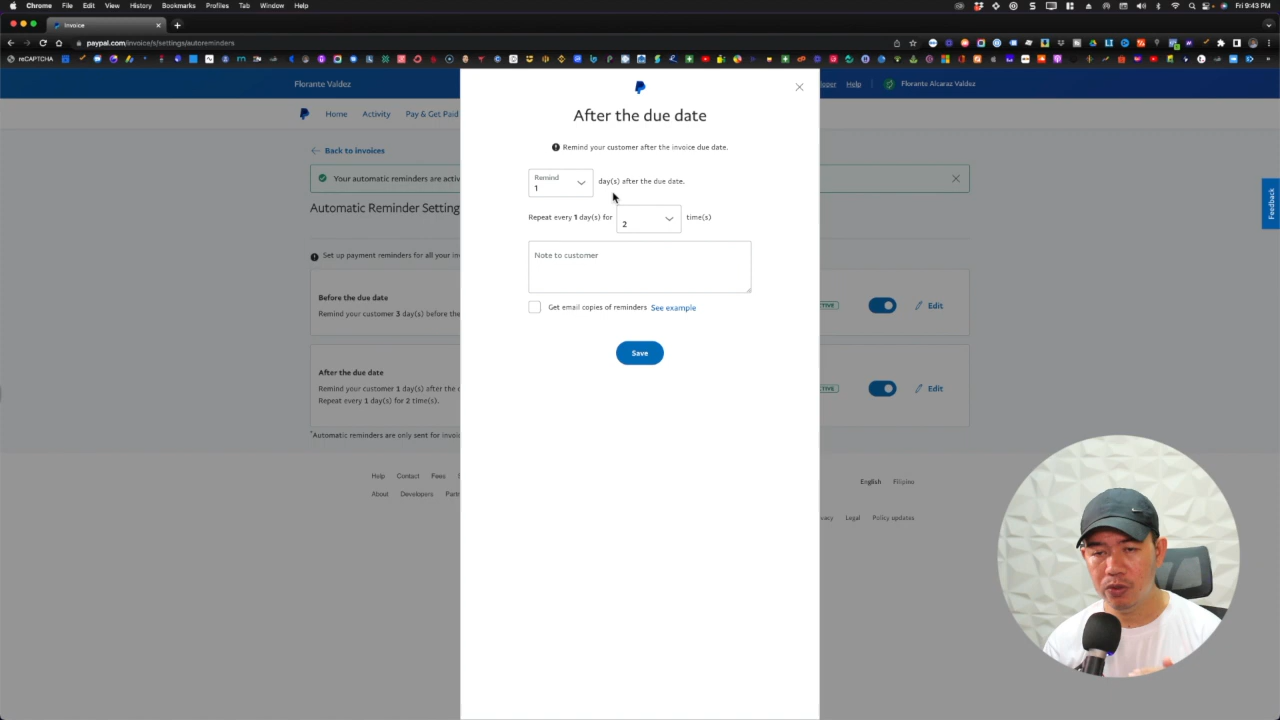 Chrome File Edit View History Bookmarks Profiles Tab Window Help Fri 9:43 PM
Invoice
paypal.com/invoice/s/settings/autoreminders
reCAPTCHA
Florante Valdez
Help
Florante Alcaraz Valdez
Home Activity Pay & Get Paid
Back to invoices
Your automatic reminders are activ
Automatic Reminder Setting
Set up payment reminders for all your in
Before the due date
Remind your customer 3 day(s) before the
Edit
After the due date
Remind your customer 1 day(s) after the
Repeat every 1 day(s) for 2 time(s).
Edit
*Automatic reminders are only sent for invoic
Help Contact Fees
About Developers Partn
English Filipino
Legal Policy updates
Feedback
After the due date
Remind your customer after the invoice due date.
Remind
1
day(s) after the due date.
Repeat every 1 day(s) for 2 time(s)
Note to customer
Get email copies of reminders See example
Save